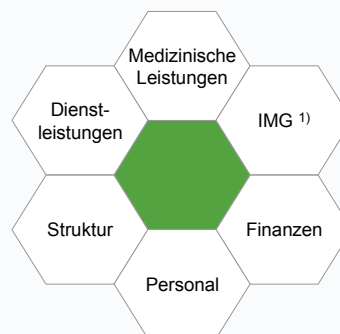 Medizinische
Leistungen
Dienst-
leistungen
IMG 1)
Struktur
Finanzen
Personal